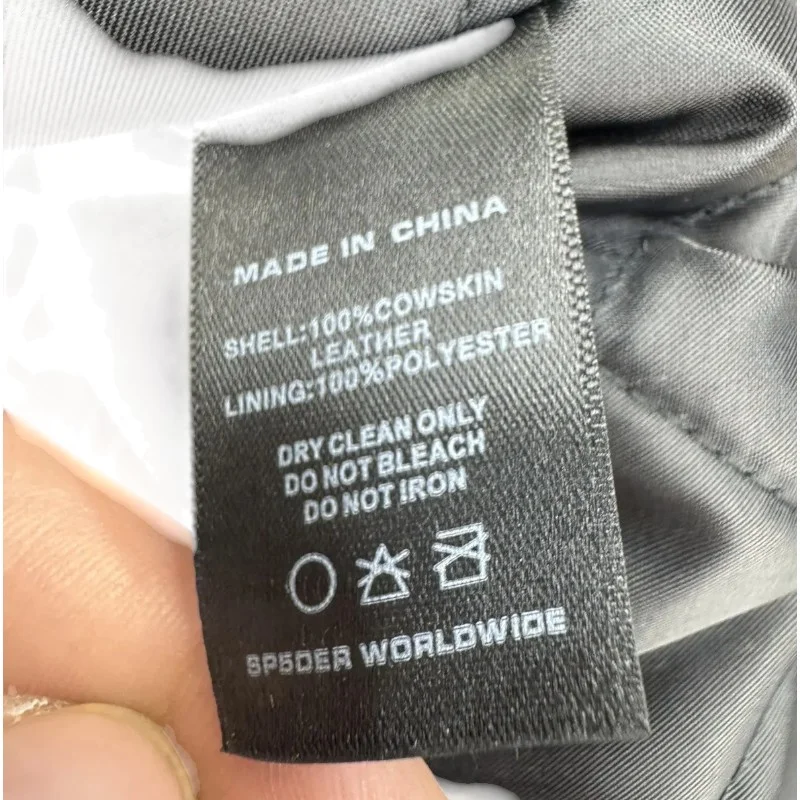 MADE IN CHINA
SHELL:100%COWSKIN
LEATHER
LINING:100%POLYESTER
DRY CLEAN ONLY
DO NOT BLEACH
DO NOT IRON
SP5DER WORLDWIDE